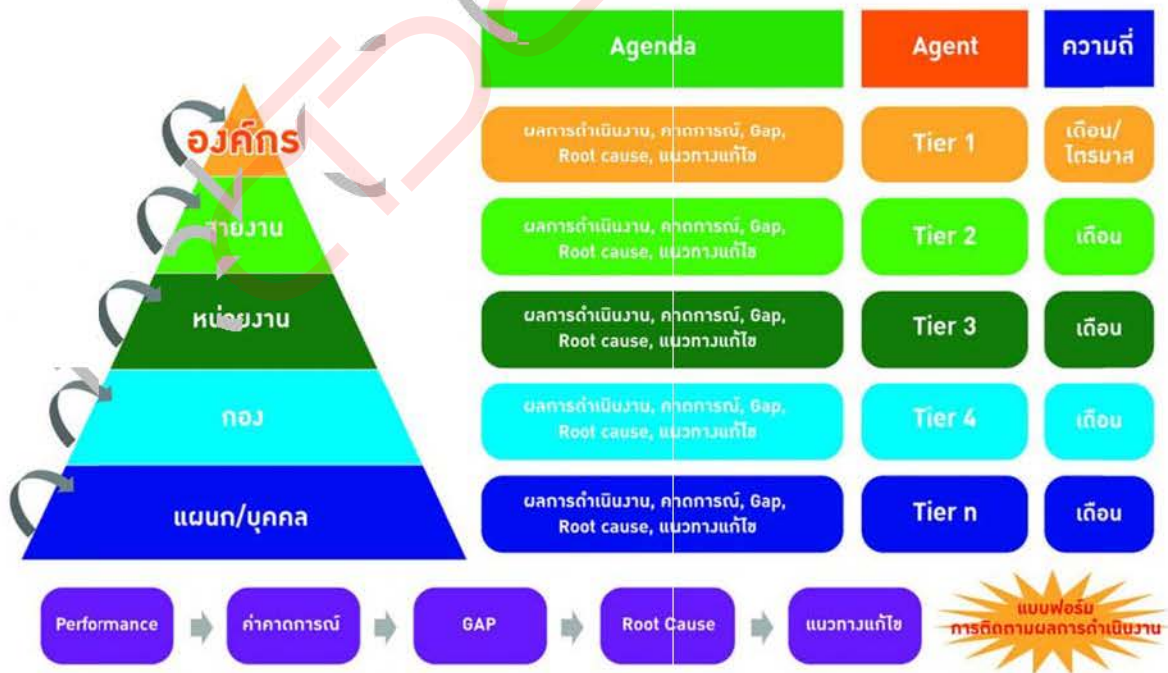 Agenda
Agent
ความถี่
องค์กร
ผลการดำเนินงาน, คาดการณ์, Gap,
Root cause, แนวทางแก้ไข
Tier 1
เดือน/
ไตรมาส
สายงาน
ผลการดำเนินงาน, คาดการณ์, Gap,
Root cause, แนวทางแก้ไข
Tier 2
เดือน
หน่วยงาน
ผลการดำเนินงาน, คาดการณ์, Gap,
Root cause, แนวทางแก้ไข
Tier 3
เดือน
กอง
ผลการดำเนินงาน, คาดการณ์, Gap,
Root cause, แนวทางแก้ไข
Tier 4
เดือน
แผนก/บุคคล
ผลการดำเนินงาน, คาดการณ์, Gap,
Root cause, แนวทางแก้ไข
Tier n
เดือน
Performance
ค่าคาดการณ์
GAP
Root Cause
แนวทางแก้ไข
แบบฟอร์ม
การติดตามผลการดำเนินงาน